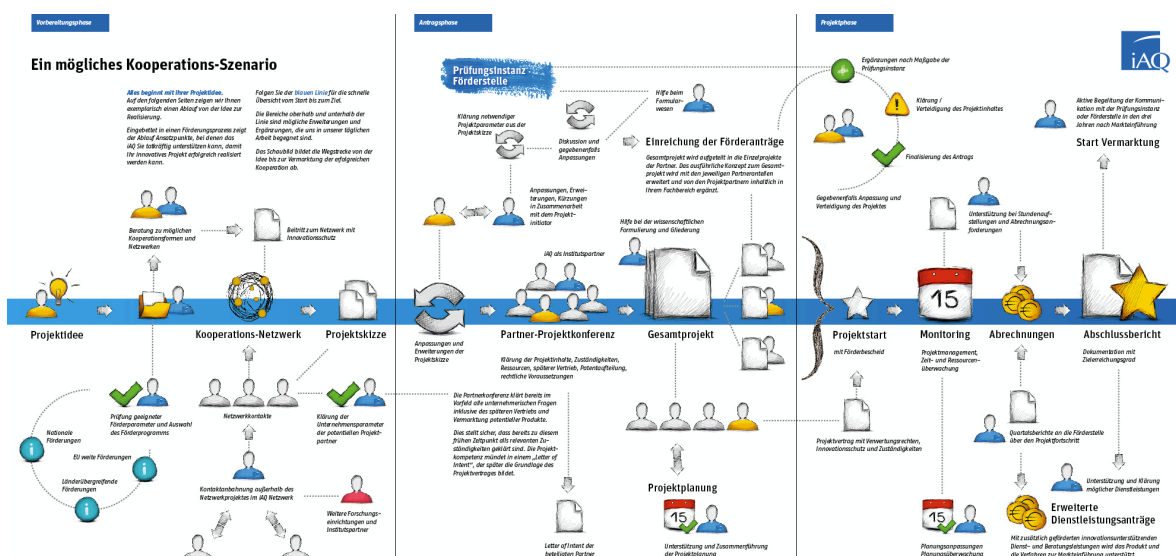 Vorbereitungsphase
Ein mögliches Kooperations-Szenario
Alles beginnt mit Ihrer Projektidee.
Auf den folgenden Seiten zeigen wir Ihnen
exemplarisch einen Ablauf von der Idee zur
Realisierung.
Eingebettet in einen Förderungsprozess zeigt
der Ablauf Ansatzpunkte, bei denen das
iAQ Sie tatkräftig unterstützen kann, damit
Ihr innovatives Projekt erfolgreich realisiert
werden kann.
Folgen Sie der blauen Linie für die schnelle
Übersicht vom Start bis zum Ziel.
Die Bereiche oberhalb und unterhalb der
Linie sind mögliche Erweiterungen und
Ergänzungen, die uns in unserer täglichen
Arbeit begegnet sind.
Das Schaubild bildet die Wegstrecke von der
Idee bis zur Vermarktung der erfolgreichen
Kooperation ab.
Beratung zu möglichen
Kooperationsformen und
Netzwerken
Beitritt zum Netzwerk mit
Innovationsschutz
Projektidee
Kooperations-Netzwerk
Projektskizze
Prüfung geeigneter
Förderparameter und Auswahl
des Förderprogramms
Netzwerkkontakte
Klärung der
Unternehmensparameter
der potentiellen Projekt-
partner
Nationale
Förderungen
EU weite Förderungen
Länderübergreifende
Förderungen
Kontaktanbahnung außerhalb des
Netzwerkprojektes im iAQ Netzwerk
Weitere Forschungs-
einrichtungen und
Institutspartner
Antragsphase
Prüfungsinstanz
Förderstelle
Klärung notwendiger
Projektparameter aus der
Projektskizze
Hilfe beim
Formular-
wesen
Diskussion und
gegebenenfalls
Anpassungen
Einreichung der Förderanträge
Gesamtprojekt wird aufgeteilt in die Einzelprojekte
der Partner. Das ausführliche Konzept zum Gesamt-
projekt wird mit den jeweiligen Partneranteilen
erweitert und von den Projektpartnern inhaltlich in
Ihrem Fachbereich ergänzt.
Anpassungen, Erwei-
terungen, Kürzungen
in Zusammenarbeit
mit dem Projekt-
initiator
Hilfe bei der wissenschaftlichen
Formulierung und Gliederung
iAQ als Institutspartner
Anpassungen und
Erweiterungen der
Projektskizze
Partner-Projektkonferenz
Klärung der Projektinhalte, Zuständigkeiten,
Ressourcen, späterer Vertrieb, Patentaufteilung,
rechtliche Voraussetzungen
Gesamtprojekt
Die Partnerkonferenz klärt bereits im
Vorfeld alle unternehmerischen Fragen
inklusive des späteren Vertriebs und
Vermarktung potenzieller Produkte.
Dies stellt sicher, dass bereits zu diesem
frühen Zeitpunkt alle relevanten Zu-
ständigkeiten geklärt sind. Die Projekt-
kompetenz mündet in einem „Letter of
Intent“, der später die Grundlage des
Projektvertrages bildet.
Letter of Intent der
beteiligten Partner
Projektplanung
15
Unterstützung und Zusammenführung
der Projektplanung
Projektphase
iAQ
Ergänzungen nach Maßgabe der
Prüfungsinstanz
Klärung /
Verteidigung des Projektinhaltes
Finalisierung des Antrags
Gegebenenfalls Anpassung und
Verteidigung des Projektes
Aktive Begleitung der Kommuni-
kation mit der Prüfungsinstanz
oder Förderstelle in den drei
Jahren nach Markteinführung
Start Vermarktung
Unterstützung bei Stundenauf-
stellungen und Abrechnungsan-
forderungen
15
Projektstart
mit Förderbescheid
Monitoring
Projektmanagement,
Zeit- und Ressourcen-
überwachung
Abrechnungen
Abschlussbericht
Dokumentation mit
Zielerreichungsgrad
Projektvertrag mit Verwertungsrechten,
Innovationsschutz und Zuständigkeiten
Quartalsberichte an die Förderstelle
über den Projektfortschritt
Unterstützung und Klärung
möglicher Dienstleistungen
15
Planungsanpassungen
Planungsüberwachung
Erweiterte
Dienstleistungsanträge
Mit zusätzlich geförderten innovationsunterstützenden
Dienst- und Beratungsleistungen wird das Produkt und
die Verfahren zur Markteinführung unterstützt.